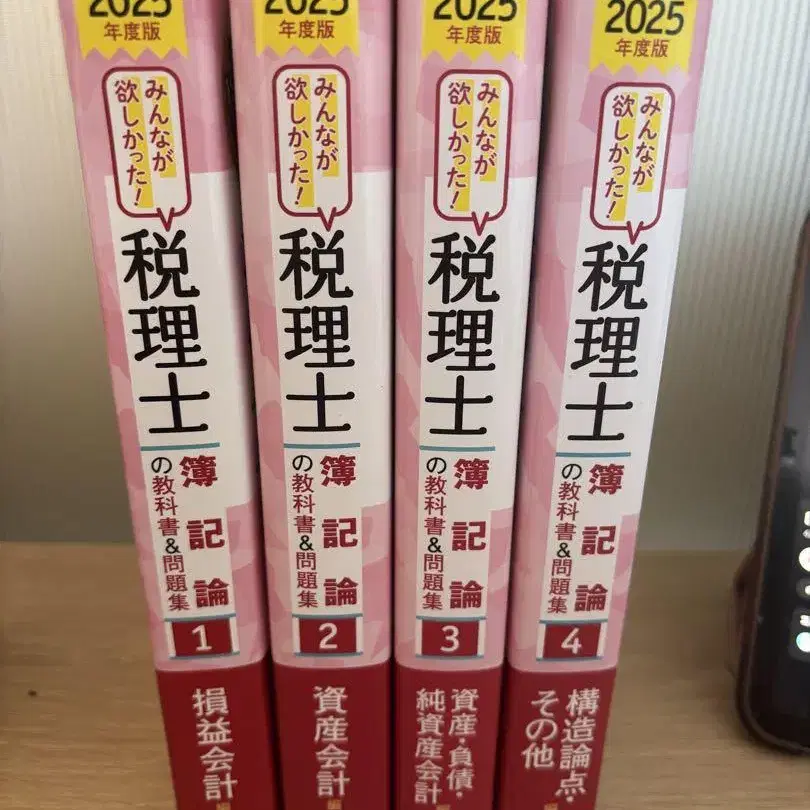 2025
年度版
みんなが
欲しかった!
税理士
簿記論
の教科書&問題集
1
損益会計
2025
年度版
みんなが
欲しかった!
税理士
簿記論
の教科書&問題集
2
資産会計
2025
年度版
みんなが
欲しかった!
税理士
簿記論
の教科書&問題集
3
資産・負債・
純資産会計
2025
年度版
みんなが
欲しかった!
税理士
簿記論
の教科書&問題集
4
構造論点
その他